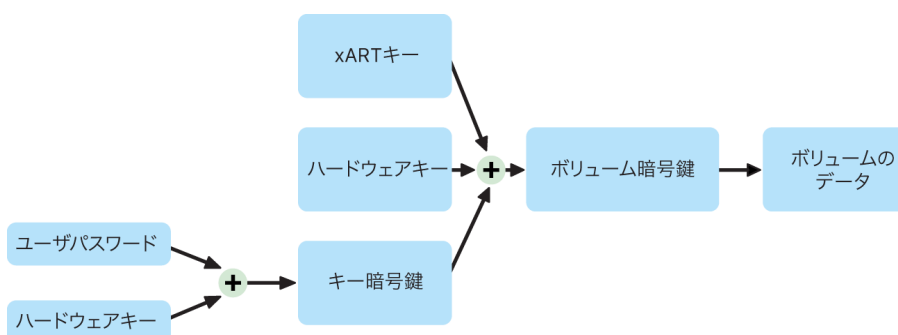 xARTキー
ハードウェアキー
+
ボリューム暗号鍵
ボリュームの
データ
ユーザパスワード
+
キー暗号鍵
ハードウェアキー